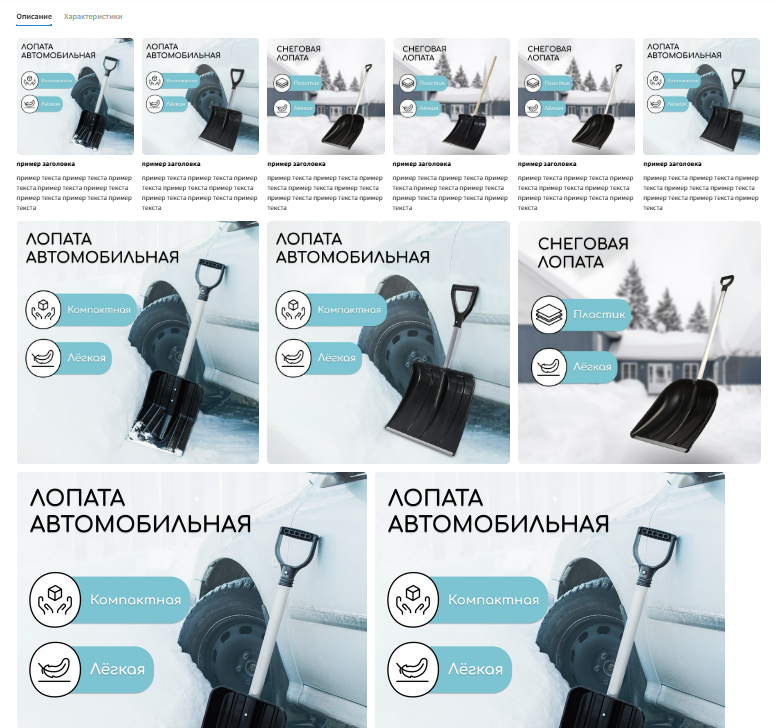 Описание Характеристики
ЛОПАТА
АВТОМОБИЛЬНАЯ
Компактная
Лёгкая
ЛОПАТА
АВТОМОБИЛЬНАЯ
Компактная
Лёгкая
СНЕГОВАЯ
ЛОПАТА
Пластик
Лёгкая
СНЕГОВАЯ
ЛОПАТА
Пластик
Лёгкая
СНЕГОВАЯ
ЛОПАТА
Пластик
Лёгкая
ЛОПАТА
АВТОМОБИЛЬНАЯ
Компактная
Лёгкая
пример заголовка
пример текста пример текста пример
текста пример текста пример текста
пример текста пример текста пример
текста
пример заголовка
пример текста пример текста пример
текста пример текста пример текста
пример текста пример текста пример
текста
пример заголовка
пример текста пример текста пример
текста пример текста пример текста
пример текста пример текста пример
текста
пример заголовка
пример текста пример текста пример
текста пример текста пример текста
пример текста пример текста пример
текста
пример заголовка
пример текста пример текста пример
текста пример текста пример текста
пример текста пример текста пример
текста
пример заголовка
пример текста пример текста пример
текста пример текста пример текста
пример текста пример текста пример
текста
ЛОПАТА
АВТОМОБИЛЬНАЯ
Компактная
Лёгкая
ЛОПАТА
АВТОМОБИЛЬНАЯ
Компактная
Лёгкая
СНЕГОВАЯ
ЛОПАТА
Пластик
Лёгкая
ЛОПАТА
АВТОМОБИЛЬНАЯ
Компактная
Лёгкая
ЛОПАТА
АВТОМОБИЛЬНАЯ
Компактная
Лёгкая